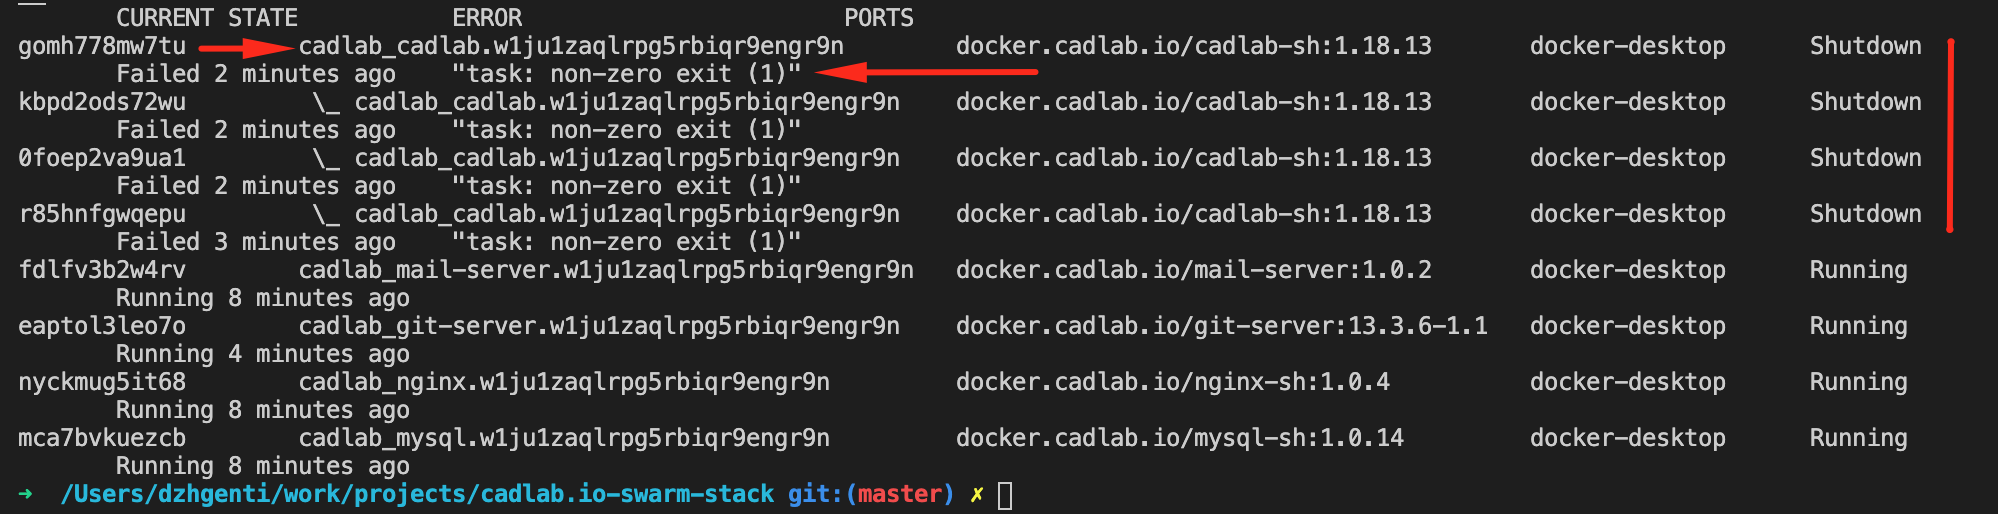 CURRENT STATE ERROR PORTS
gomh778mw7tu cadlab_cadlab.w1ju1zaqlrpg5rbiqr9engr9n docker.cadlab.io/cadlab-sh:1.18.13 docker-desktop Shutdown
Failed 2 minutes ago "task: non-zero exit (1)"
kbpd2ods72wu \_ cadlab_cadlab.w1ju1zaqlrpg5rbiqr9engr9n docker.cadlab.io/cadlab-sh:1.18.13 docker-desktop Shutdown
Failed 2 minutes ago "task: non-zero exit (1)"
0foep2va9ua1 \_ cadlab_cadlab.w1ju1zaqlrpg5rbiqr9engr9n docker.cadlab.io/cadlab-sh:1.18.13 docker-desktop Shutdown
Failed 2 minutes ago "task: non-zero exit (1)"
r85hnfgwqepu \_ cadlab_cadlab.w1ju1zaqlrpg5rbiqr9engr9n docker.cadlab.io/cadlab-sh:1.18.13 docker-desktop Shutdown
Failed 3 minutes ago "task: non-zero exit (1)"
fdlfv3b2w4rv cadlab_mail-server.w1ju1zaqlrpg5rbiqr9engr9n docker.cadlab.io/mail-server:1.0.2 docker-desktop Running
Running 8 minutes ago
eaptol3leo7o cadlab_git-server.w1ju1zaqlrpg5rbiqr9engr9n docker.cadlab.io/git-server:13.3.6-1.1 docker-desktop Running
Running 4 minutes ago
nyckmug5it68 cadlab_nginx.w1ju1zaqlrpg5rbiqr9engr9n docker.cadlab.io/nginx-sh:1.0.4 docker-desktop Running
Running 8 minutes ago
mca7bvkuezcb cadlab_mysql.w1ju1zaqlrpg5rbiqr9engr9n docker.cadlab.io/mysql-sh:1.0.14 docker-desktop Running
Running 8 minutes ago
➜ /Users/dzhgenti/work/projects/cadlab.io-swarm-stack git:(master) ✗